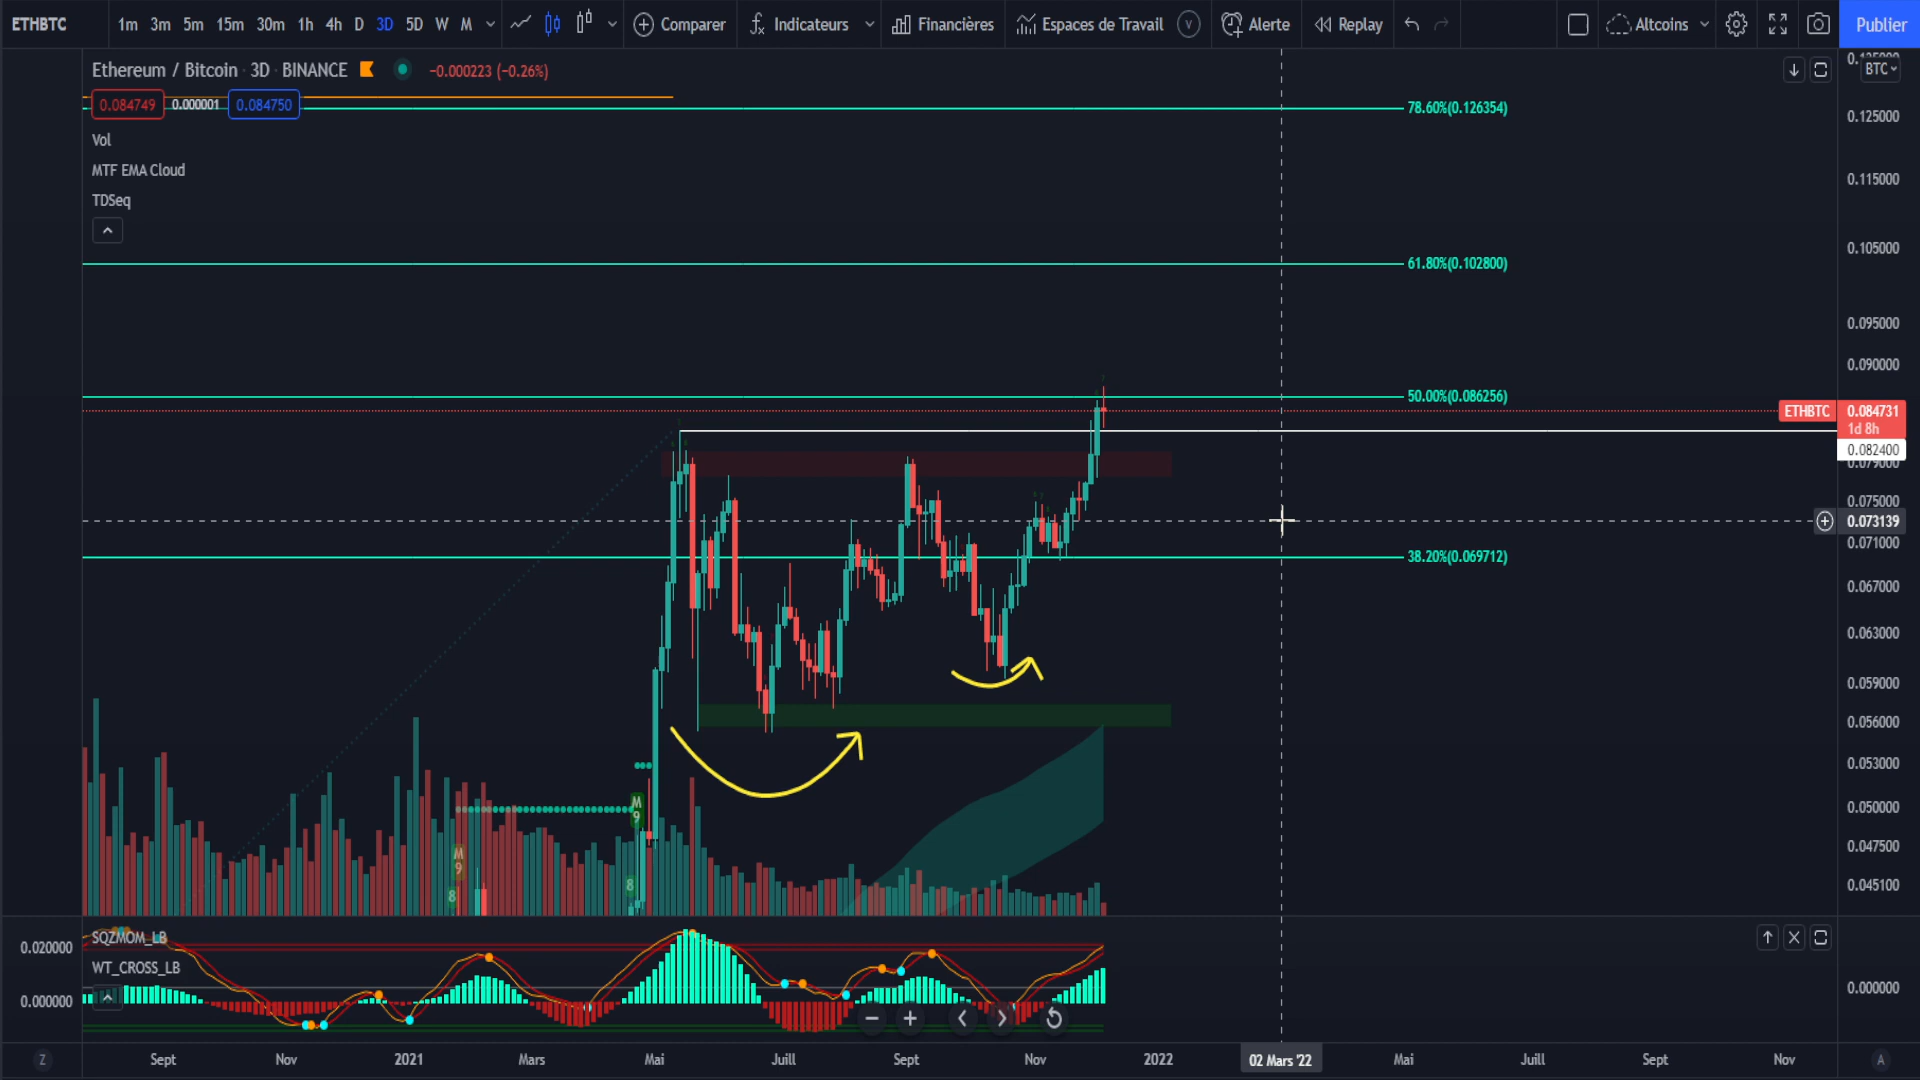 ETHBTC 1m 3m 5m 15m 30m 1h 4h D 3D 5D W M Comparer Indicateurs Financières Espaces de Travail V Alerte Replay Altcoins Publier
Ethereum / Bitcoin · 3D · BINANCE −0.000223 (−0.26%)
BTC
0.084749 0.000001 0.084750
Vol
MTF EMA Cloud
TDSeq
78.60%(0.126354)
61.80%(0.102800)
50.00%(0.086256)
38.20%(0.069712)
0.125000
0.115000
0.105000
0.095000
0.090000
ETHBTC 0.084731
1d 8h
0.082400
0.079000
0.075000
0.073139
0.071000
0.067000
0.063000
0.059000
0.056000
0.053000
0.050000
0.047500
0.045100
M
9
8
M
9
8
SQZMOM_LB
WT_CROSS_LB
0.020000
0.000000
0.000000
Z Sept Nov 2021 Mars Mai Juill Sept Nov 2022 02 Mars '22 Mai Juill Sept Nov A